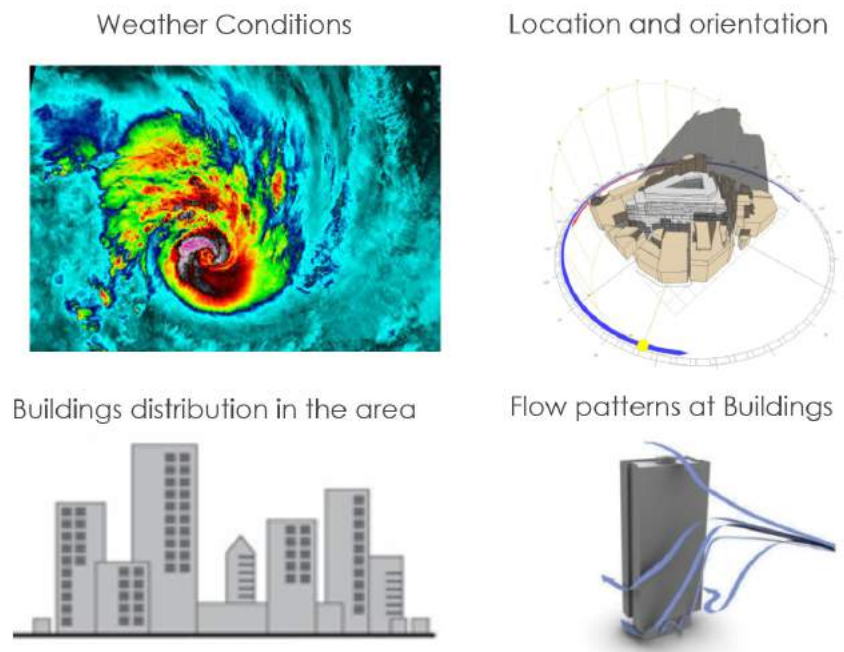 Weather Conditions
Location and orientation
Buildings distribution in the area
Flow patterns at Buildings